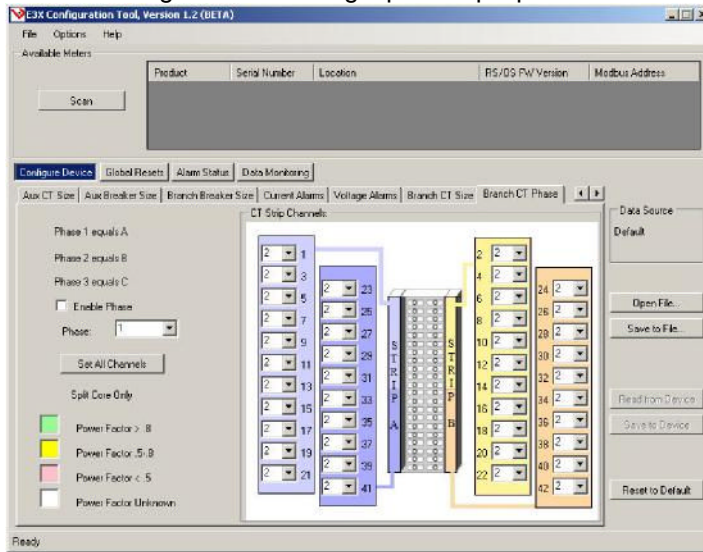 E3X Configuration Tool, Version 1.2 (BETA)
File Options Help
Available Meters
Product Serial Number Location RS/OS FW Version Modbus Address
Scan
Configure Device Global Resets Alarm Status Data Monitoring
Aux CT Size Aux Breaker Size Branch Breaker Size Current Alarms Voltage Alarms Branch CT Size Branch CT Phase
Phase 1 equals A
Phase 2 equals B
Phase 3 equals C
Enable Phase
Phase: 1
Set All Channels
Split Core Only
Power Factor > .8
Power Factor .5-.8
Power Factor < .5
Power Factor Unknown
CT Strip Channels
2 1
2 3
2 5
2 7
2 9
2 11
2 13
2 15
2 17
2 19
2 21
2 23
2 25
2 27
2 29
2 31
2 33
2 35
2 37
2 39
2 41
STRIP A
STRIP B
2 2
4 2
6 2
8 2
10 2
12 2
14 2
16 2
18 2
20 2
22 2
24 2
26 2
28 2
30 2
32 2
34 2
36 2
38 2
40 2
42 2
Data Source
Default
Open File...
Save to File...
Read from Device
Save to Device
Reset to Default
Ready